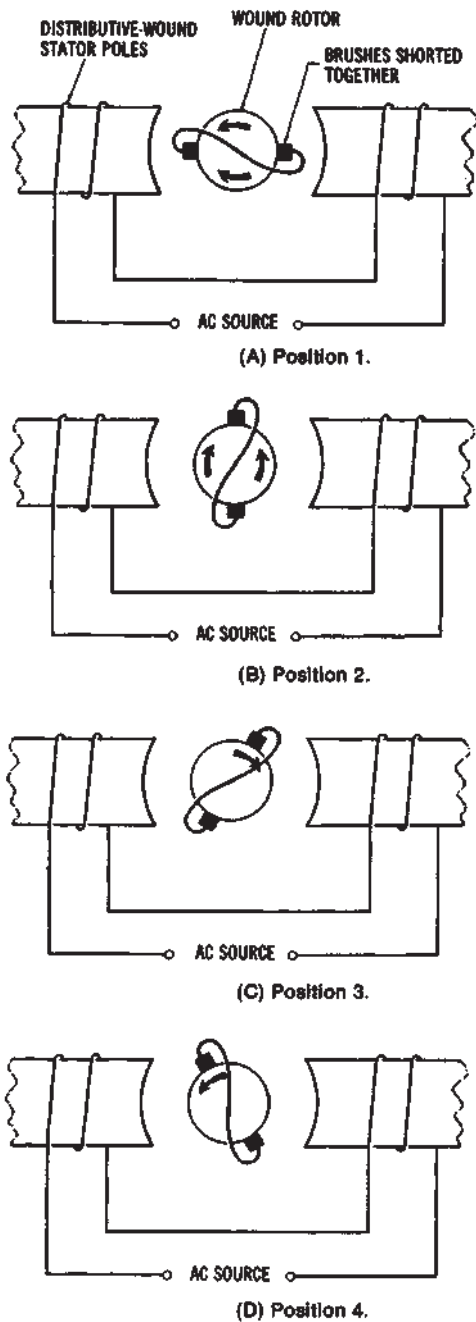 DISTRIBUTIVE-WOUND
STATOR POLES
WOUND ROTOR
BRUSHES SHORTED
TOGETHER
AC SOURCE
(A) Position 1.
AC SOURCE
(B) Position 2.
AC SOURCE
(C) Position 3.
AC SOURCE
(D) Position 4.